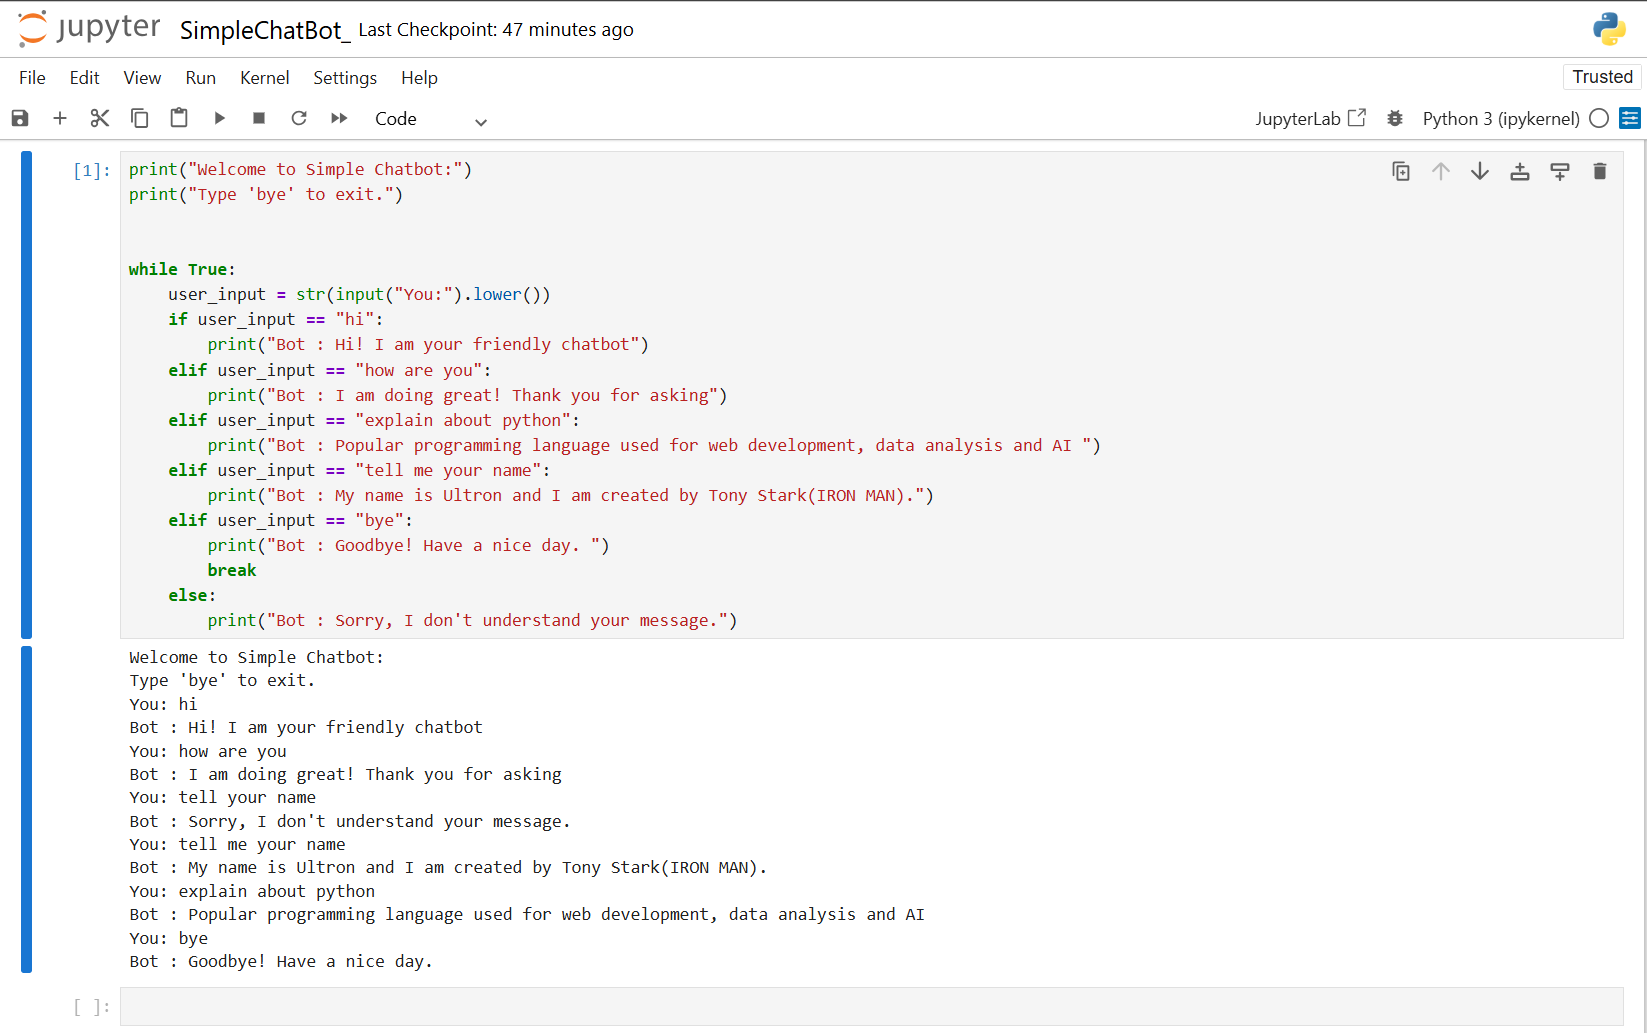 jupyter SimpleChatBot_ Last Checkpoint: 47 minutes ago
File Edit View Run Kernel Settings Help
Trusted
Code
JupyterLab Python 3 (ipykernel)
[1]: print("Welcome to Simple Chatbot:")
print("Type 'bye' to exit.")
while True:
    user_input = str(input("You:").lower())
    if user_input == "hi":
        print("Bot : Hi! I am your friendly chatbot")
    elif user_input == "how are you":
        print("Bot : I am doing great! Thank you for asking")
    elif user_input == "explain about python":
        print("Bot : Popular programming language used for web development, data analysis and AI ")
    elif user_input == "tell me your name":
        print("Bot : My name is Ultron and I am created by Tony Stark(IRON MAN).")
    elif user_input == "bye":
        print("Bot : Goodbye! Have a nice day. ")
        break
    else:
        print("Bot : Sorry, I don't understand your message.")
Welcome to Simple Chatbot:
Type 'bye' to exit.
You: hi
Bot : Hi! I am your friendly chatbot
You: how are you
Bot : I am doing great! Thank you for asking
You: tell your name
Bot : Sorry, I don't understand your message.
You: tell me your name
Bot : My name is Ultron and I am created by Tony Stark(IRON MAN).
You: explain about python
Bot : Popular programming language used for web development, data analysis and AI
You: bye
Bot : Goodbye! Have a nice day.
[ ]: